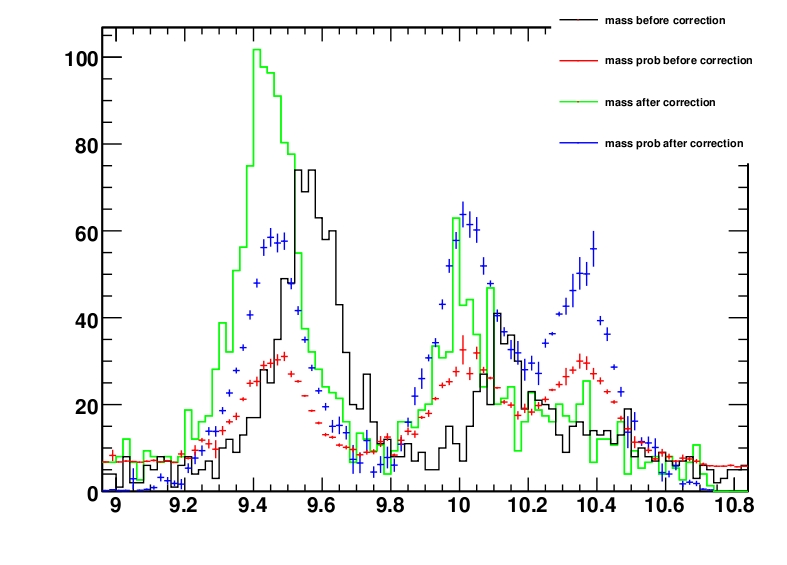 mass before correction
mass prob before correction
mass after correction
mass prob after correction
100
80
60
40
20
0
9 9.2 9.4 9.6 9.8 10 10.2 10.4 10.6 10.8